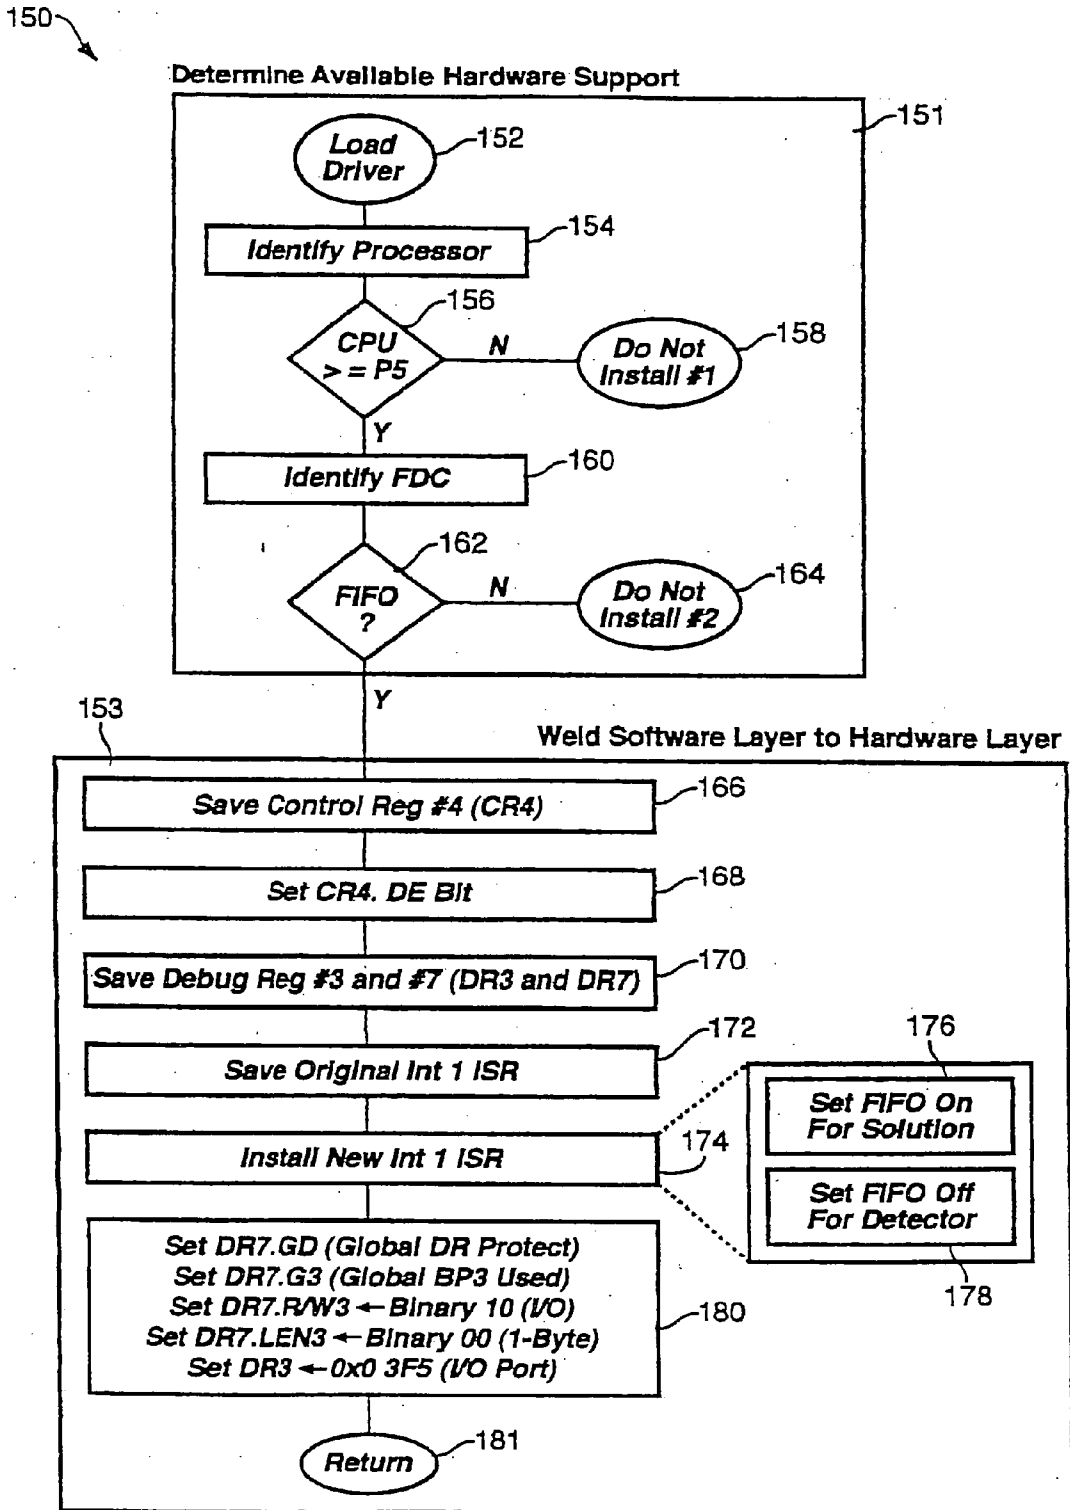 150
Determine Available Hardware Support
151
Load
Driver
152
Identify Processor
154
CPU
> = P5
156
N
Do Not
Install #1
158
Y
Identify FDC
160
FIFO
?
162
N
Do Not
Install #2
164
Y
153
Weld Software Layer to Hardware Layer
Save Control Reg #4 (CR4)
166
Set CR4. DE Bit
168
Save Debug Reg #3 and #7 (DR3 and DR7)
170
Save Original Int 1 ISR
172
Install New Int 1 ISR
174
176
Set FIFO On
For Solution
Set FIFO Off
For Detector
178
Set DR7.GD (Global DR Protect)
Set DR7.G3 (Global BP3 Used)
Set DR7.R/W3 ← Binary 10 (I/O)
Set DR7.LEN3 ← Binary 00 (1-Byte)
Set DR3 ← 0x0 3F5 (I/O Port)
180
Return
181